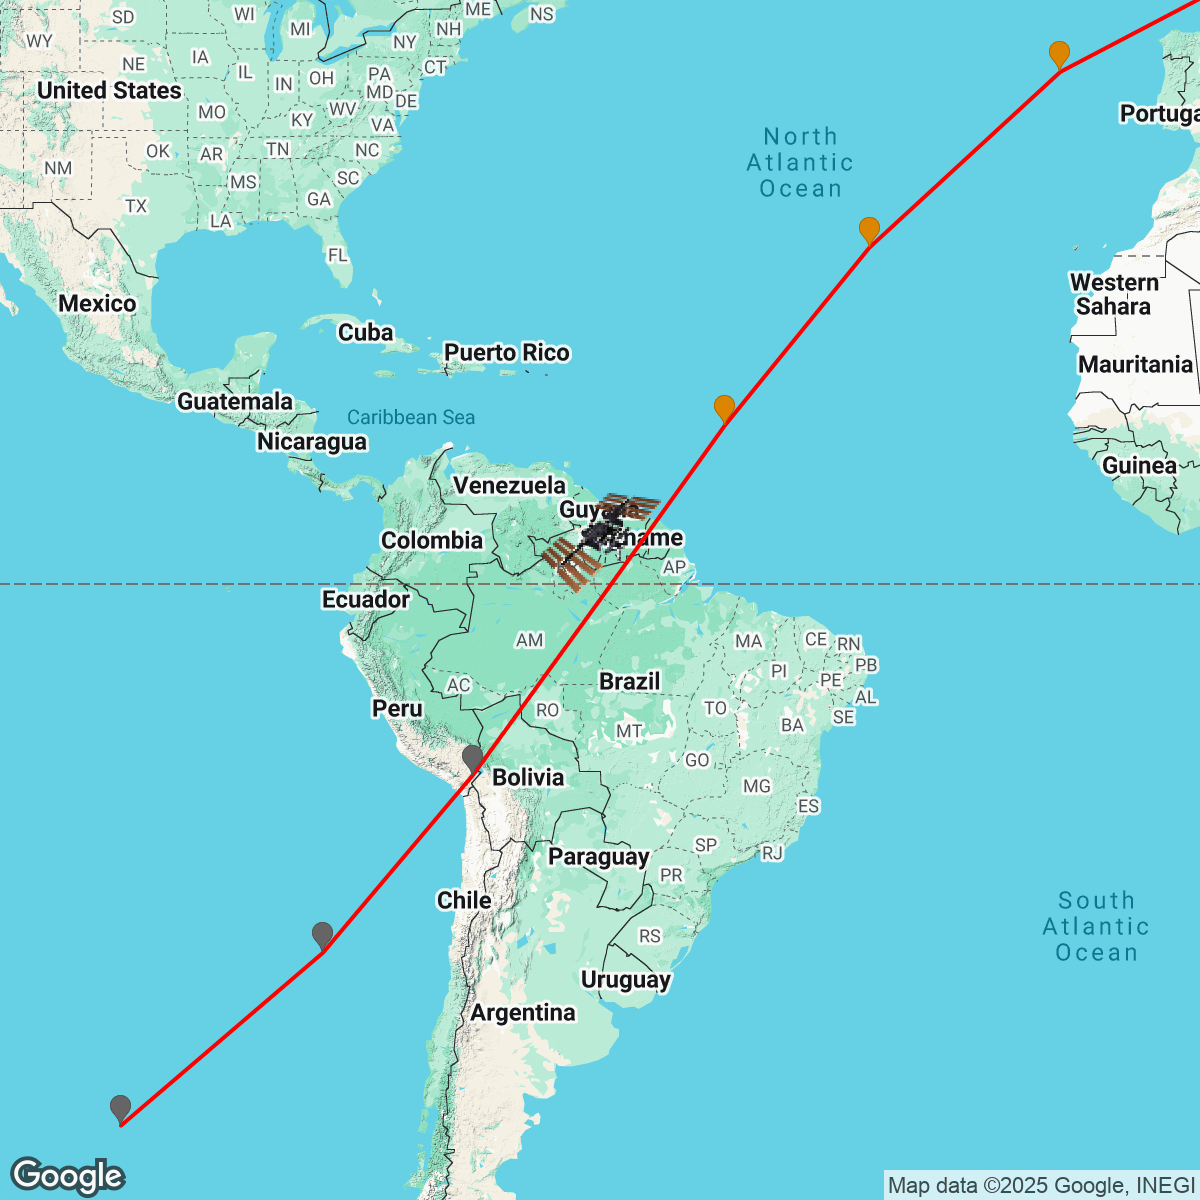 SD
WI
ME
NS
WY
MI
NH
NY
NE
IA
IL
IN
OH
PA
CT
United States
MD
DE
MO
WV
KY
VA
Portuga
OK
AR
TN
NC
North
Atlantic
Ocean
NM
MS
SC
TX
GA
LA
FL
Western
Sahara
Mexico
Cuba
Puerto Rico
Mauritania
Guatemala
Caribbean Sea
Nicaragua
Guinea
Venezuela
Guyana
Colombia
name
AP
Ecuador
AM
MA
CE
RN
PB
PI
PE
AC
Brazil
AL
Peru
RO
TO
SE
MT
BA
GO
Bolivia
MG
ES
SP
RJ
Paraguay
PR
Chile
South
Atlantic
Ocean
RS
Uruguay
Argentina
Google
Map data ©2025 Google, INEGI